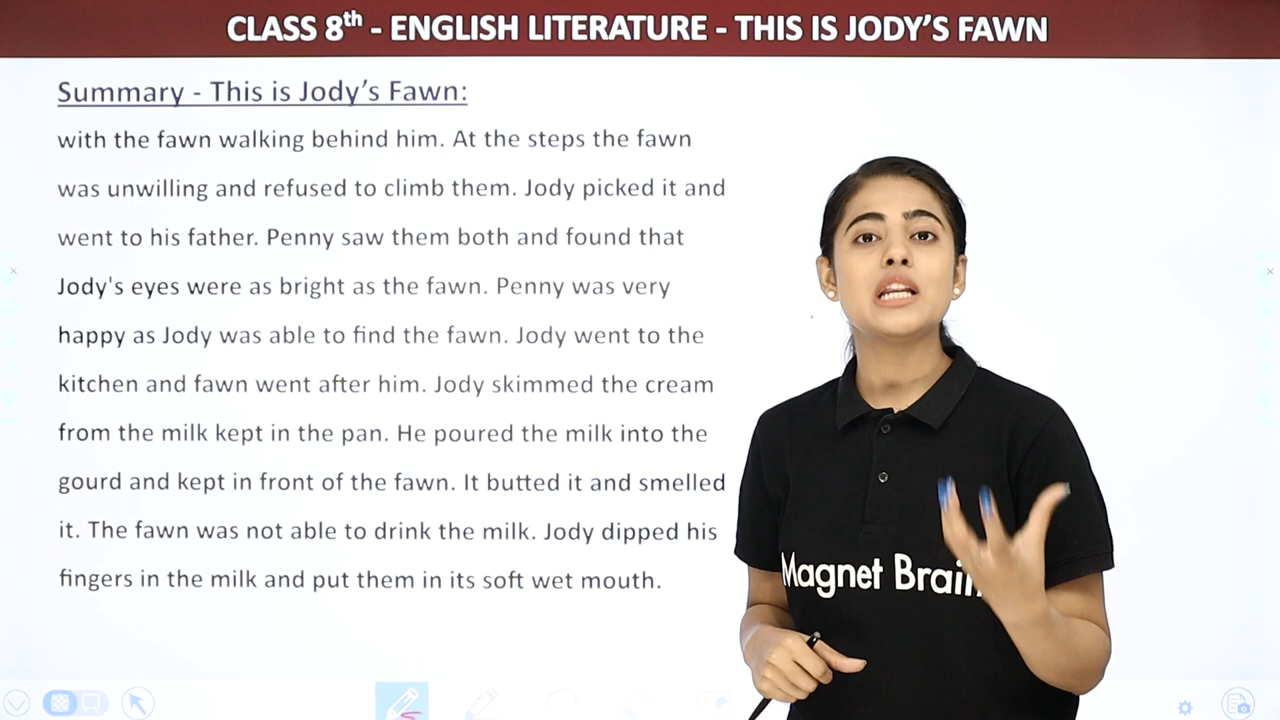 CLASS 8th - ENGLISH LITERATURE - THIS IS JODY'S FAWN
Summary - This is Jody's Fawn:
with the fawn walking behind him. At the steps the fawn
was unwilling and refused to climb them. Jody picked it and
went to his father. Penny saw them both and found that
Jody's eyes were as bright as the fawn. Penny was very
happy as Jody was able to find the fawn. Jody went to the
kitchen and fawn went after him. Jody skimmed the cream
from the milk kept in the pan. He poured the milk into the
gourd and kept in front of the fawn. It butted it and smelled
it. The fawn was not able to drink the milk. Jody dipped his
fingers in the milk and put them in its soft wet mouth.
Magnet Brain